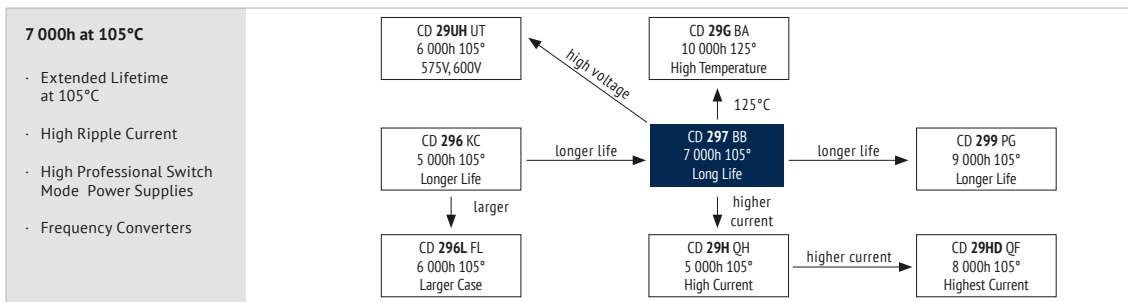 7 000h at 105°C
· Extended Lifetime
at 105°C
· High Ripple Current
· High Professional Switch
Mode Power Supplies
· Frequency Converters
CD 29UH UT
6 000h 105°
575V, 600V
high voltage
CD 29G BA
10 000h 125°
High Temperature
125°C
CD 296 KC
5 000h 105°
Longer Life
longer life
CD 297 BB
7 000h 105°
Long Life
longer life
CD 299 PG
9 000h 105°
Longer Life
larger
higher
current
CD 296L FL
6 000h 105°
Larger Case
CD 29H QH
5 000h 105°
High Current
higher current
CD 29HD QF
8 000h 105°
Highest Current